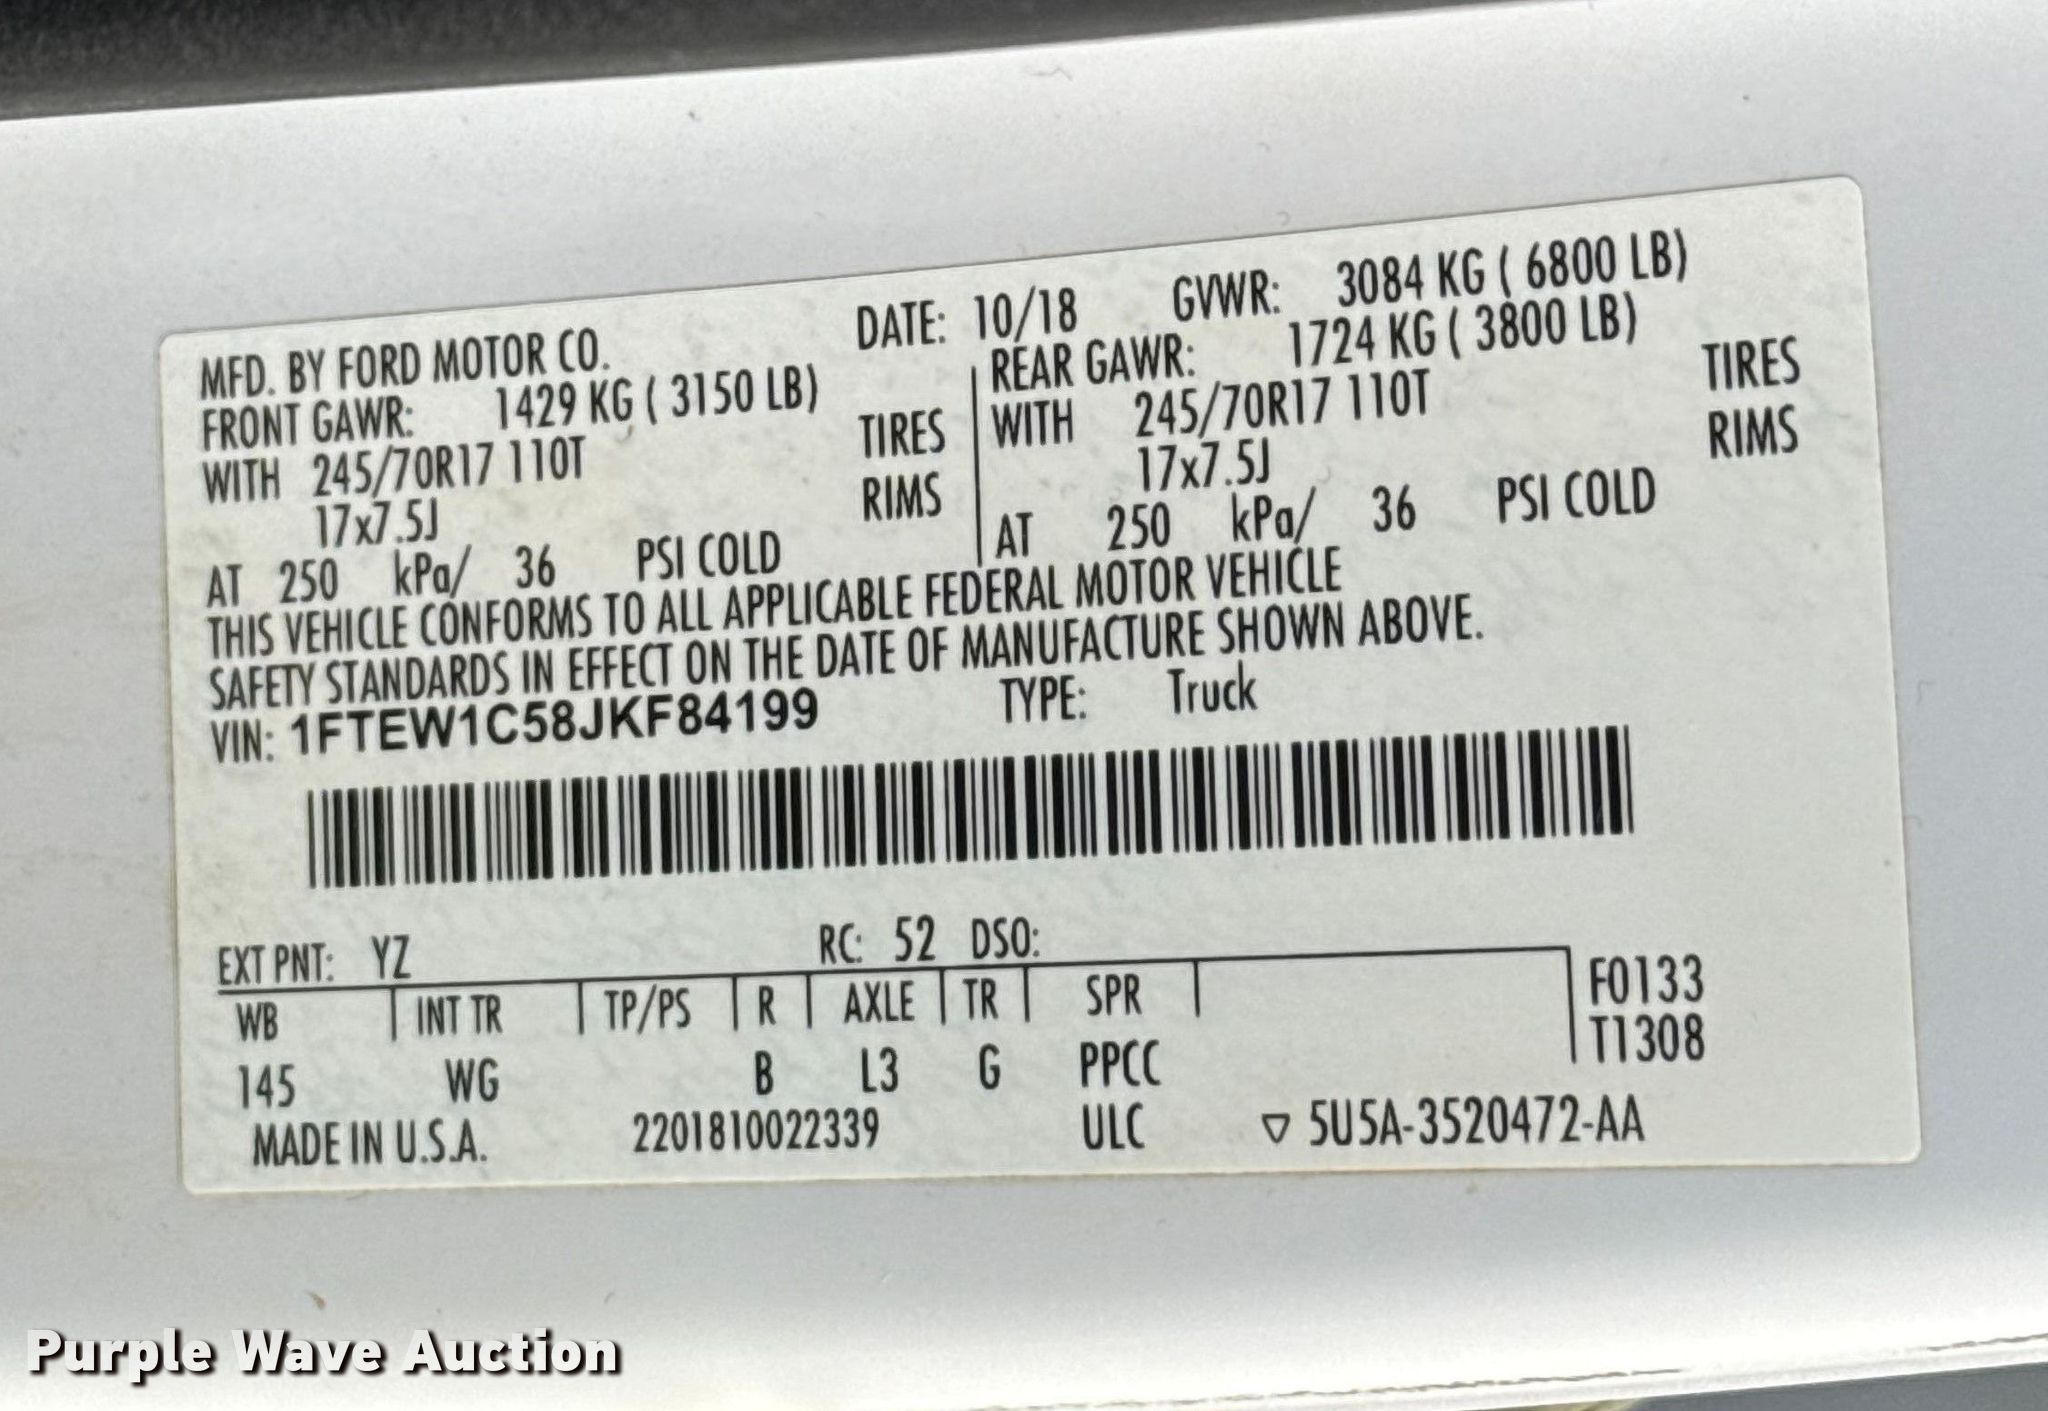 MFD. BY FORD MOTOR CO. DATE: 10/18 GVWR: 3084 KG ( 6800 LB)
FRONT GAWR: 1429 KG ( 3150 LB) REAR GAWR: 1724 KG ( 3800 LB)
WITH 245/70R17 110T TIRES WITH 245/70R17 110T TIRES
17x7.5J RIMS 17x7.5J RIMS
AT 250 kPa/ 36 PSI COLD AT 250 kPa/ 36 PSI COLD
THIS VEHICLE CONFORMS TO ALL APPLICABLE FEDERAL MOTOR VEHICLE
SAFETY STANDARDS IN EFFECT ON THE DATE OF MANUFACTURE SHOWN ABOVE.
VIN: 1FTEW1C58JKF84199 TYPE: Truck
EXT PNT: YZ RC: 52 DSO:
WB INT TR TP/PS R AXLE TR SPR F0133
T1308
145 WG B L3 G PPCC
MADE IN U.S.A. 2201810022339 ULC ▽ 5U5A-3520472-AA
Purple Wave Auction